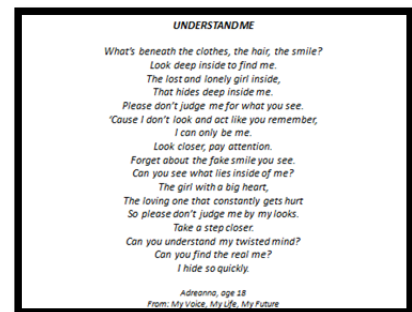 UNDERSTAND ME
What's beneath the clothes, the hair, the smile?
Look deep inside to find me.
The lost and lonely girl inside,
That hides deep inside me.
Please don't judge me for what you see.
'Cause I don't look and act like you remember,
I can only be me.
Look closer, pay attention.
Forget about the fake smile you see.
Can you see what lies inside of me?
The girl with a big heart,
The loving one that constantly gets hurt
So please don't judge me by my looks.
Take a step closer.
Can you understand my twisted mind?
Can you find the real me?
I hide so quickly.
Adreanna, age 18
From: My Voice, My Life, My Future